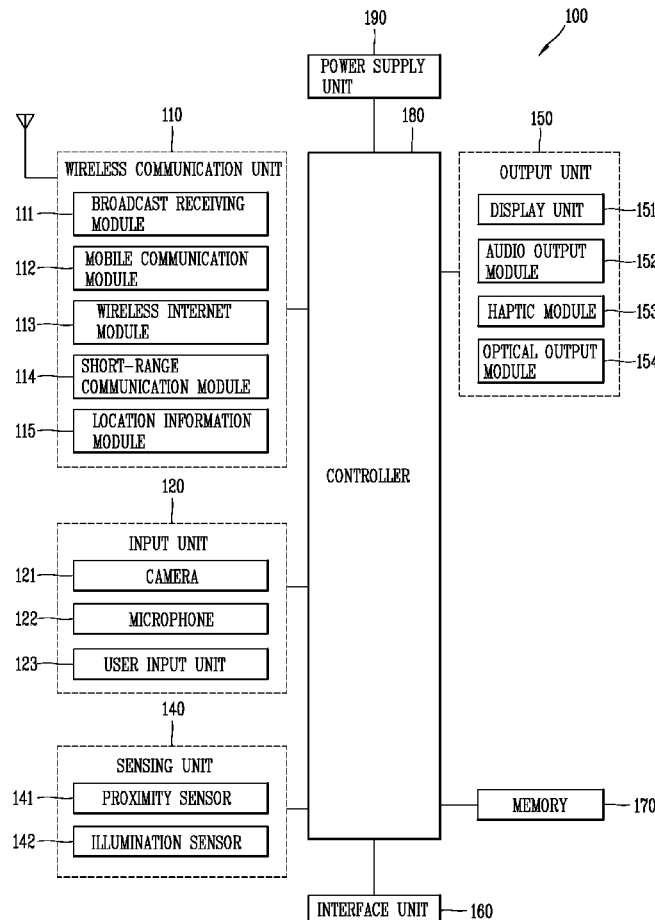 190
100
POWER SUPPLY
UNIT
110
180
150
WIRELESS COMMUNICATION UNIT
111
BROADCAST RECEIVING
MODULE
112
MOBILE COMMUNICATION
MODULE
113
WIRELESS INTERNET
MODULE
114
SHORT-RANGE
COMMUNICATION MODULE
115
LOCATION INFORMATION
MODULE
OUTPUT UNIT
DISPLAY UNIT
151
AUDIO OUTPUT
MODULE
152
HAPTIC MODULE
153
OPTICAL OUTPUT
MODULE
154
CONTROLLER
120
INPUT UNIT
121
CAMERA
122
MICROPHONE
123
USER INPUT UNIT
140
SENSING UNIT
141
PROXIMITY SENSOR
142
ILLUMINATION SENSOR
MEMORY
170
INTERFACE UNIT
160